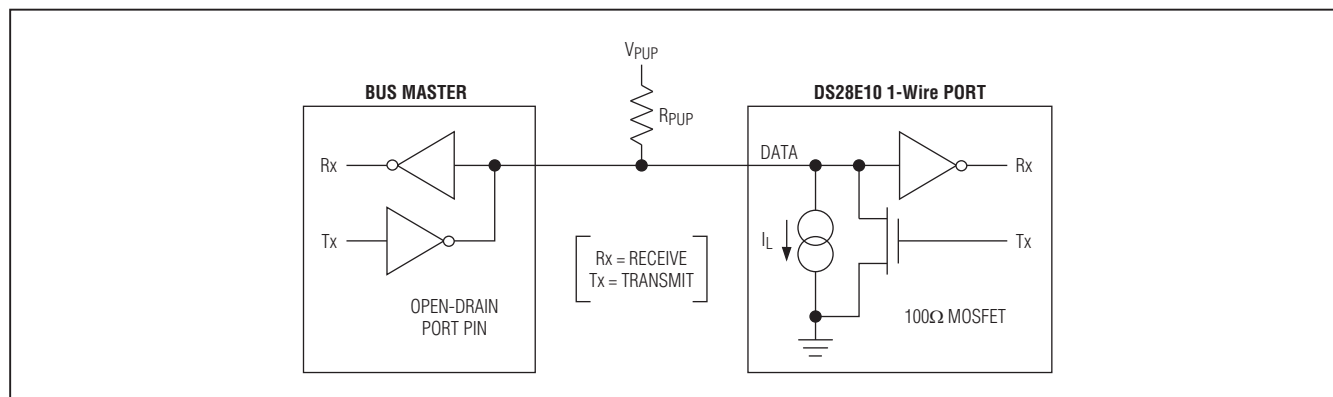 VPUP
BUS MASTER
DS28E10 1-Wire PORT
RPUP
Rx
DATA
Rx
Tx
IL
Tx
Rx = RECEIVE
Tx = TRANSMIT
OPEN-DRAIN
PORT PIN
100Ω MOSFET